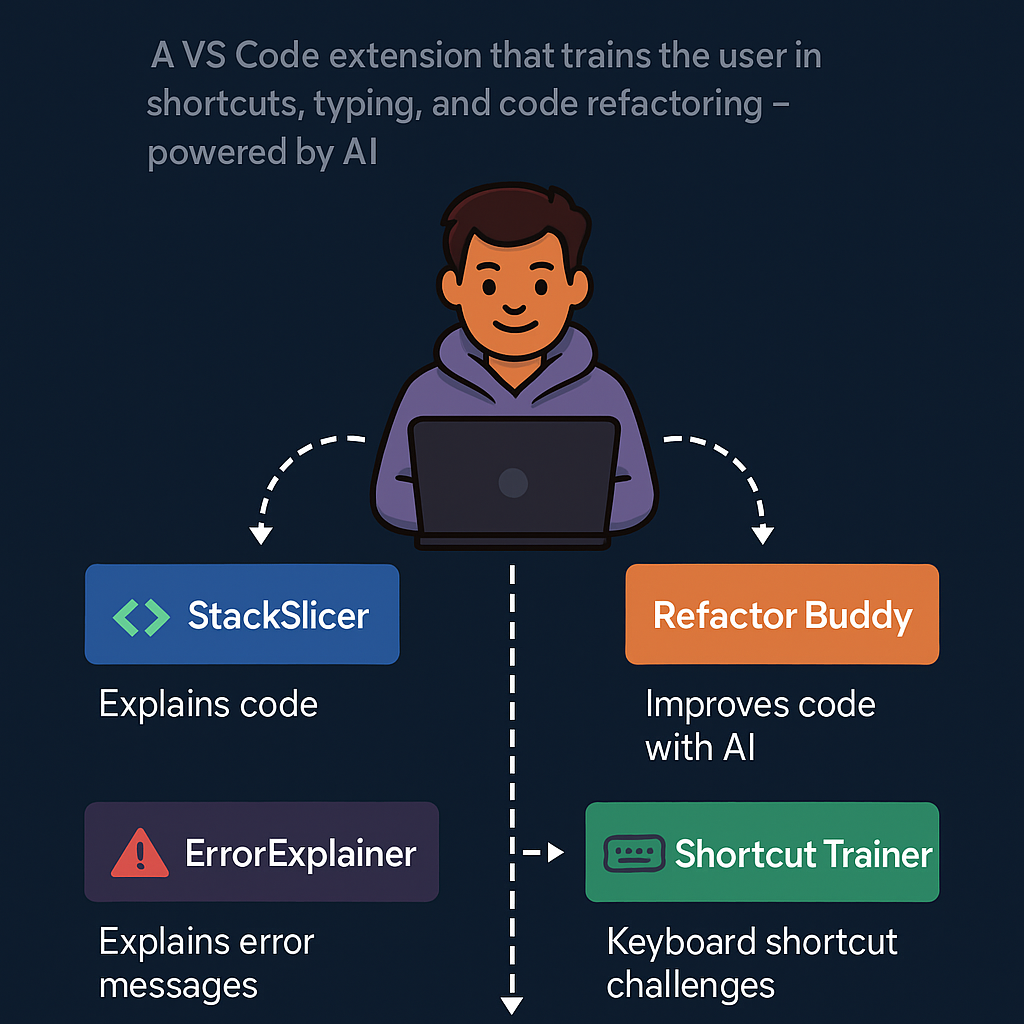 A VS Code extension that trains the user in
shortcuts, typing, and code refactoring –
powered by AI
StackSlicer
Explains code
Refactor Buddy
Improves code
with AI
ErrorExplainer
Explains error
messages
Shortcut Trainer
Keyboard shortcut
challenges